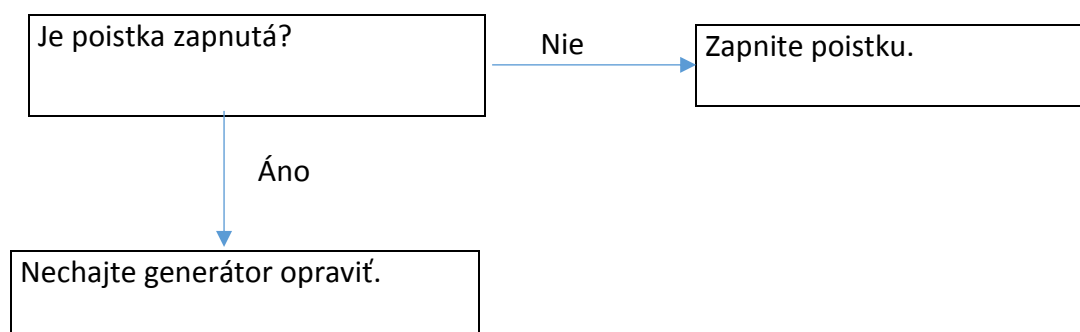 Je poistka zapnutá?
Nie
Zapnite poistku.
Áno
Nechajte generátor opraviť.